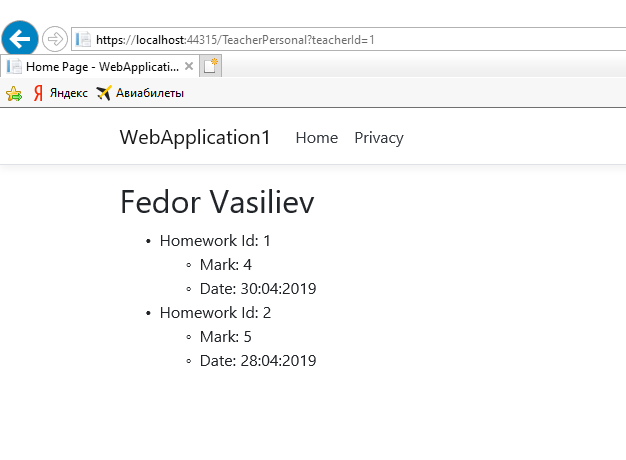 https://localhost:44315/TeacherPersonal?teacherId=1
Home Page - WebApplicati...
Яндекс Авиабилеты
WebApplication1 Home Privacy
Fedor Vasiliev
• Homework Id: 1
◦ Mark: 4
◦ Date: 30:04:2019
• Homework Id: 2
◦ Mark: 5
◦ Date: 28:04:2019